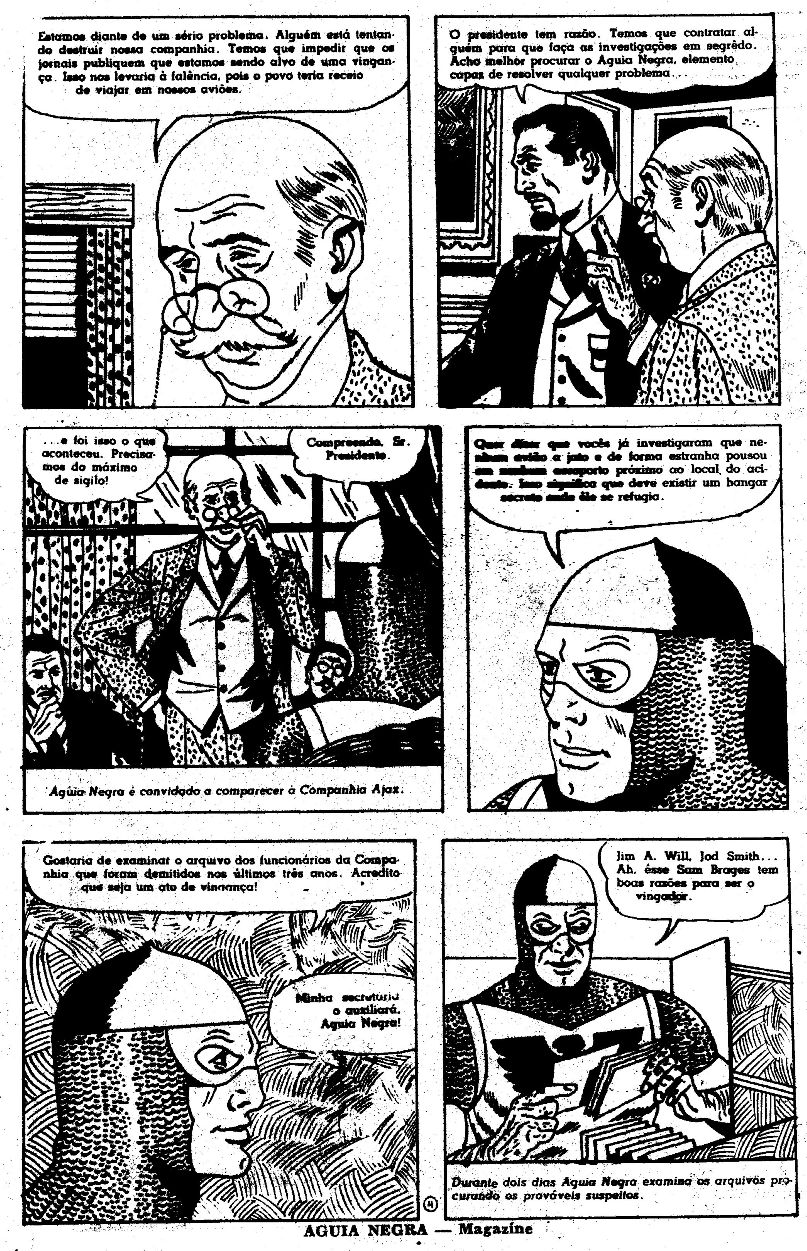 Estamos diante de um sério problema. Alguém está tentan-
do destruir nossa companhia. Temos que impedir que os
jornais publiquem que estamos sendo alvo de uma vingan-
ça. Isso nos levaria à falência, pois o povo teria receio
de viajar em nossos aviões.
O presidente tem razão. Temos que contratar al-
guém para que faça as investigações em segrêdo.
Acho melhor procurar o Aguia Negra, elemento
capas de resolver qualquer problema...
...e foi isso o que
aconteceu. Precisa-
mos do máximo
de sigilo!
Compreendo, Sr.
Presidente.
Aguia Negra é convidado a comparecer à Companhia Ajax.
Quer dizer que vocês já investigaram que ne-
nhum avião a jato e de forma estranha pousou
em nenhum aeroporto próximo ao local do aci-
dente. Isso significa que deve existir um hangar
secreto onde êle se refugia.
Gostaria de examinar o arquivo dos funcionários da Compa-
nhia que foram demitidos nos últimos três anos. Acredito
que seja um ato de vingança!
Minha secretária
o auxiliará,
Aguia Negra!
Jim A. Will, Jod Smith...
Ah, êsse Sam Brages tem
boas razões para ser o
vingador.
Durante dois dias Aguia Negra examina os arquivos pro-
curando os prováveis suspeitos.
4
AGUIA NEGRA — Magazine